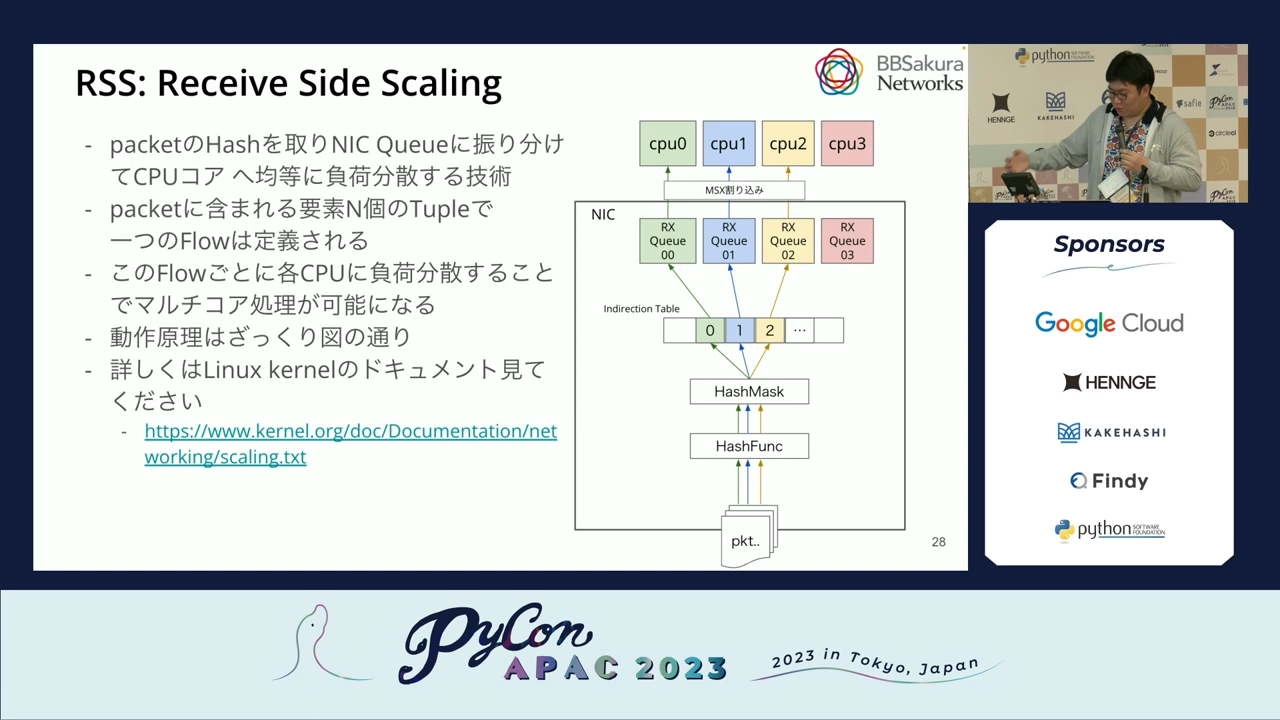 RSS: Receive Side Scaling
BBSakura
Networks
- packetのHashを取りNIC Queueに振り分け
てCPUコア へ均等に負荷分散する技術
- packetに含まれる要素N個のTupleで
一つのFlowは定義される
- このFlowごとに各CPUに負荷分散すること
でマルチコア処理が可能になる
- 動作原理はざっくり図の通り
- 詳しくはLinux kernelのドキュメント見て
ください
- https://www.kernel.org/doc/Documentation/net
working/scaling.txt
cpu0 cpu1 cpu2 cpu3
MSX割り込み
NIC
RX Queue 00
RX Queue 01
RX Queue 02
RX Queue 03
Indirection Table
0 1 2 …
HashMask
HashFunc
pkt..
28
python
HENNGE
KAKEHASHI
safie
circleci
Sponsors
Google Cloud
HENNGE
KAKEHASHI
Findy
python SOFTWARE FOUNDATION
PyCon
APAC 2023
2023 in Tokyo, Japan